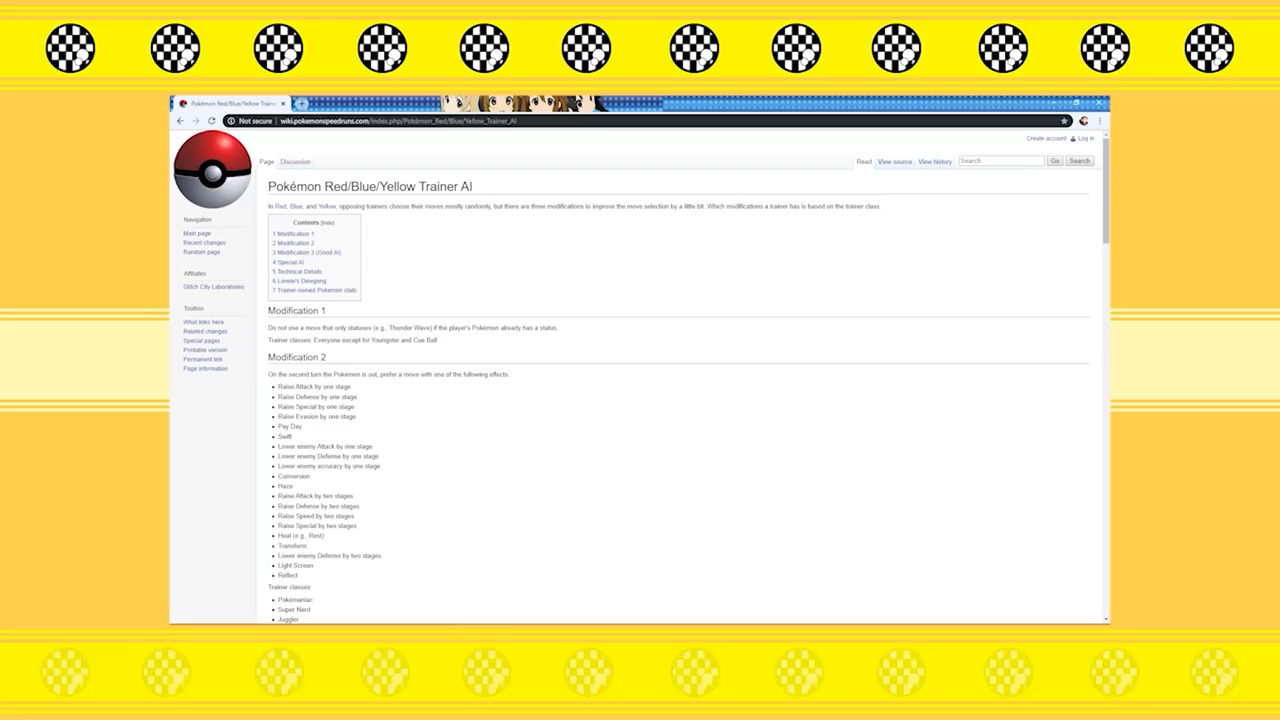 Pokémon Red/Blue/Yellow Traine
Not secure | wiki.pokemonspeedruns.com/index.php/Pokémon_Red/Blue/Yellow_Trainer_AI
Create account Log in
Page Discussion Read View source View history Search Go Search
Pokémon Red/Blue/Yellow Trainer AI
In Red, Blue, and Yellow, opposing trainers choose their moves mostly randomly, but there are three modifications to improve the move selection by a little bit. Which modifications a trainer has is based on the trainer class.
Contents [hide]
1 Modification 1
2 Modification 2
3 Modification 3 (Good AI)
4 Special AI
5 Technical Details
6 Lorelei's Dewgong
7 Trainer-owned Pokemon stats
Navigation
Main page
Recent changes
Random page
Affiliates
Glitch City Laboratories
Toolbox
What links here
Related changes
Special pages
Printable version
Permanent link
Page information
Modification 1
Do not use a move that only statuses (e.g., Thunder Wave) if the player's Pokémon already has a status.
Trainer classes: Everyone except for Youngster and Cue Ball
Modification 2
On the second turn the Pokémon is out, prefer a move with one of the following effects:
• Raise Attack by one stage
• Raise Defense by one stage
• Raise Special by one stage
• Raise Evasion by one stage
• Pay Day
• Swift
• Lower enemy Attack by one stage
• Lower enemy Defense by one stage
• Lower enemy accuracy by one stage
• Conversion
• Haze
• Raise Attack by two stages
• Raise Defense by two stages
• Raise Speed by two stages
• Raise Special by two stages
• Heal (e.g., Rest)
• Transform
• Lower enemy Defense by two stages
• Light Screen
• Reflect
Trainer classes:
• Pokémaniac
• Super Nerd
• Juggler